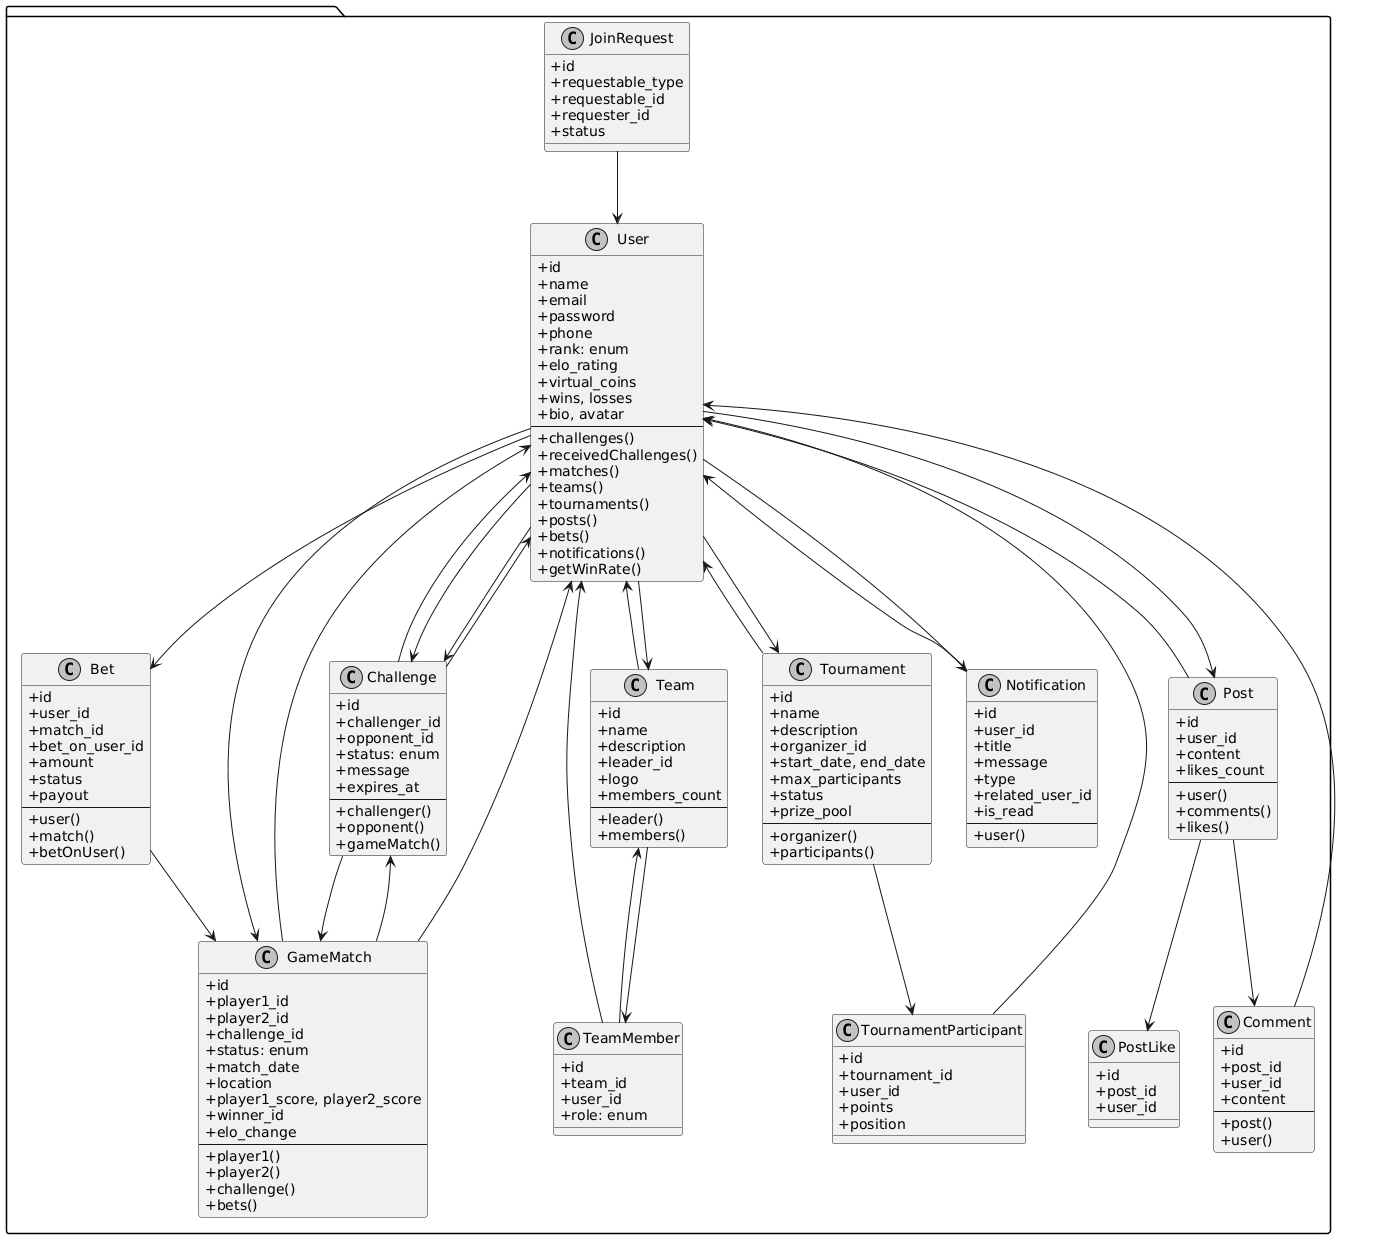 C JoinRequest
+id
+requestable_type
+requestable_id
+requester_id
+status
C User
+id
+name
+email
+password
+phone
+rank: enum
+elo_rating
+virtual_coins
+wins, losses
+bio, avatar
+challenges()
+receivedChallenges()
+matches()
+teams()
+tournaments()
+posts()
+bets()
+notifications()
+getWinRate()
C Bet
+id
+user_id
+match_id
+bet_on_user_id
+amount
+status
+payout
+user()
+match()
+betOnUser()
C Challenge
+id
+challenger_id
+opponent_id
+status: enum
+message
+expires_at
+challenger()
+opponent()
+gameMatch()
C Team
+id
+name
+description
+leader_id
+logo
+members_count
+leader()
+members()
C Tournament
+id
+name
+description
+organizer_id
+start_date, end_date
+max_participants
+status
+prize_pool
+organizer()
+participants()
C Notification
+id
+user_id
+title
+message
+type
+related_user_id
+is_read
+user()
C Post
+id
+user_id
+content
+likes_count
+user()
+comments()
+likes()
C GameMatch
+id
+player1_id
+player2_id
+challenge_id
+status: enum
+match_date
+location
+player1_score, player2_score
+winner_id
+elo_change
+player1()
+player2()
+challenge()
+bets()
C TeamMember
+id
+team_id
+user_id
+role: enum
C TournamentParticipant
+id
+tournament_id
+user_id
+points
+position
C PostLike
+id
+post_id
+user_id
C Comment
+id
+post_id
+user_id
+content
+post()
+user()